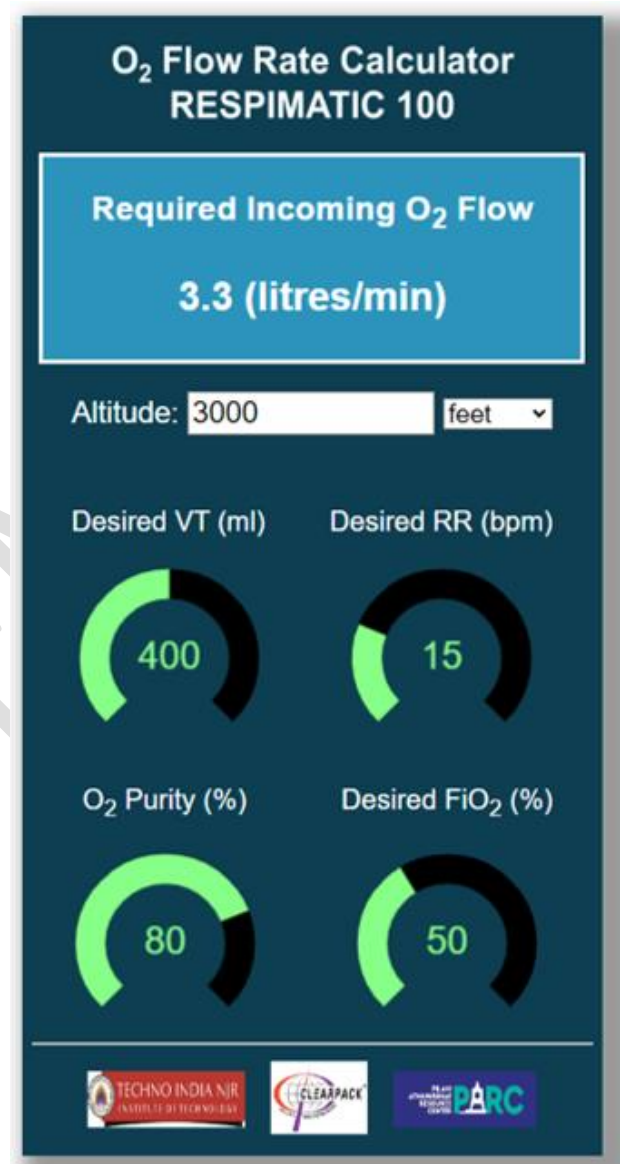 O₂ Flow Rate Calculator
RESPIMATIC 100
Required Incoming O₂ Flow
3.3 (litres/min)
Altitude: 3000 feet
Desired VT (ml) Desired RR (bpm)
400 15
O₂ Purity (%) Desired FiO₂ (%)
80 50
TECHNO INDIA NJR
INSTITUTE OF TECHNOLOGY
CLEARPACK
PARC